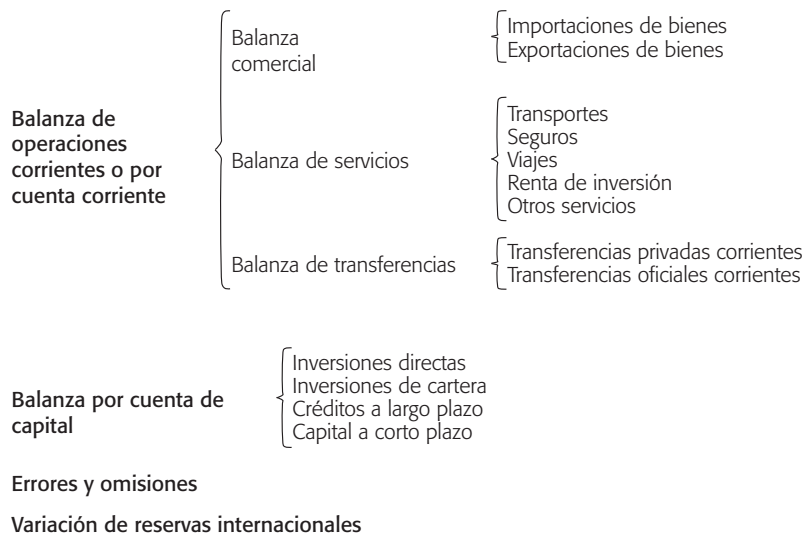 Balanza de
operaciones
corrientes o por
cuenta corriente
Balanza
comercial
Importaciones de bienes
Exportaciones de bienes
Balanza de servicios
Transportes
Seguros
Viajes
Renta de inversión
Otros servicios
Balanza de transferencias
Transferencias privadas corrientes
Transferencias oficiales corrientes
Balanza por cuenta de
capital
Inversiones directas
Inversiones de cartera
Créditos a largo plazo
Capital a corto plazo
Errores y omisiones
Variación de reservas internacionales